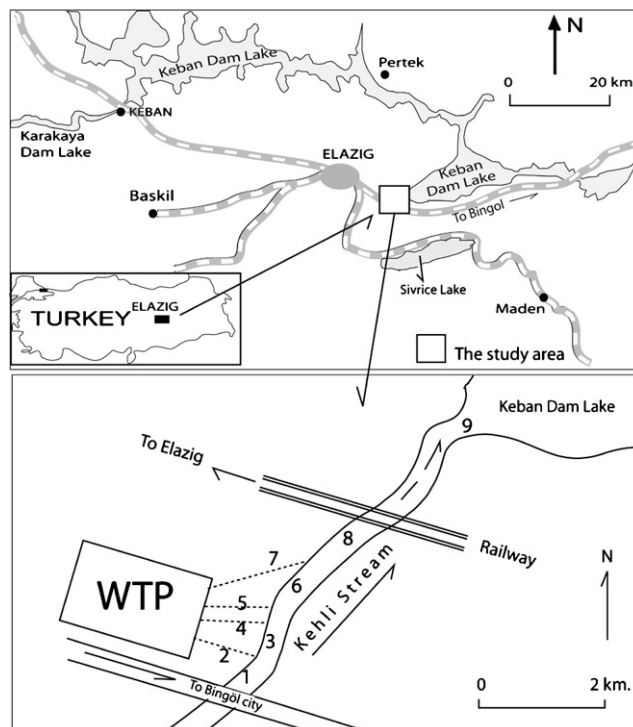 Keban Dam Lake
Pertek
N
0 20 km
KEBAN
Karakaya
Dam Lake
ELAZIG
Keban
Dam Lake
Baskil
To Bingol
Sivrice Lake
ELAZIG
TURKEY
Maden
The study area
Keban Dam Lake
9
To Elazig
8
Railway
7
WTP
6
5
4
3
Kehli Stream
N
2
1
To Bingöl city
0 2 km.